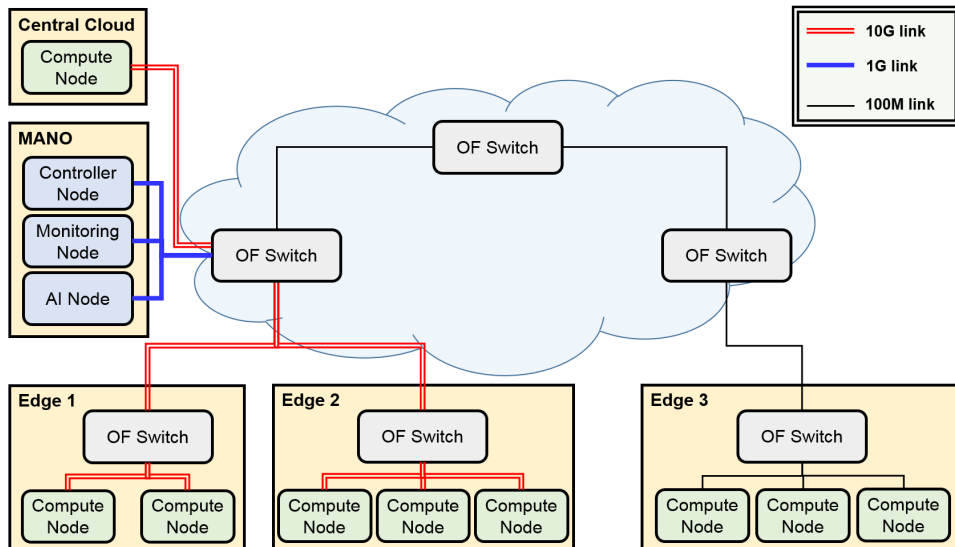 Central Cloud
Compute
Node
MANO
Controller
Node
Monitoring
Node
AI Node
OF Switch
OF Switch
OF Switch
10G link
1G link
100M link
Edge 1
OF Switch
Compute
Node
Compute
Node
Edge 2
OF Switch
Compute
Node
Compute
Node
Compute
Node
Edge 3
OF Switch
Compute
Node
Compute
Node
Compute
Node